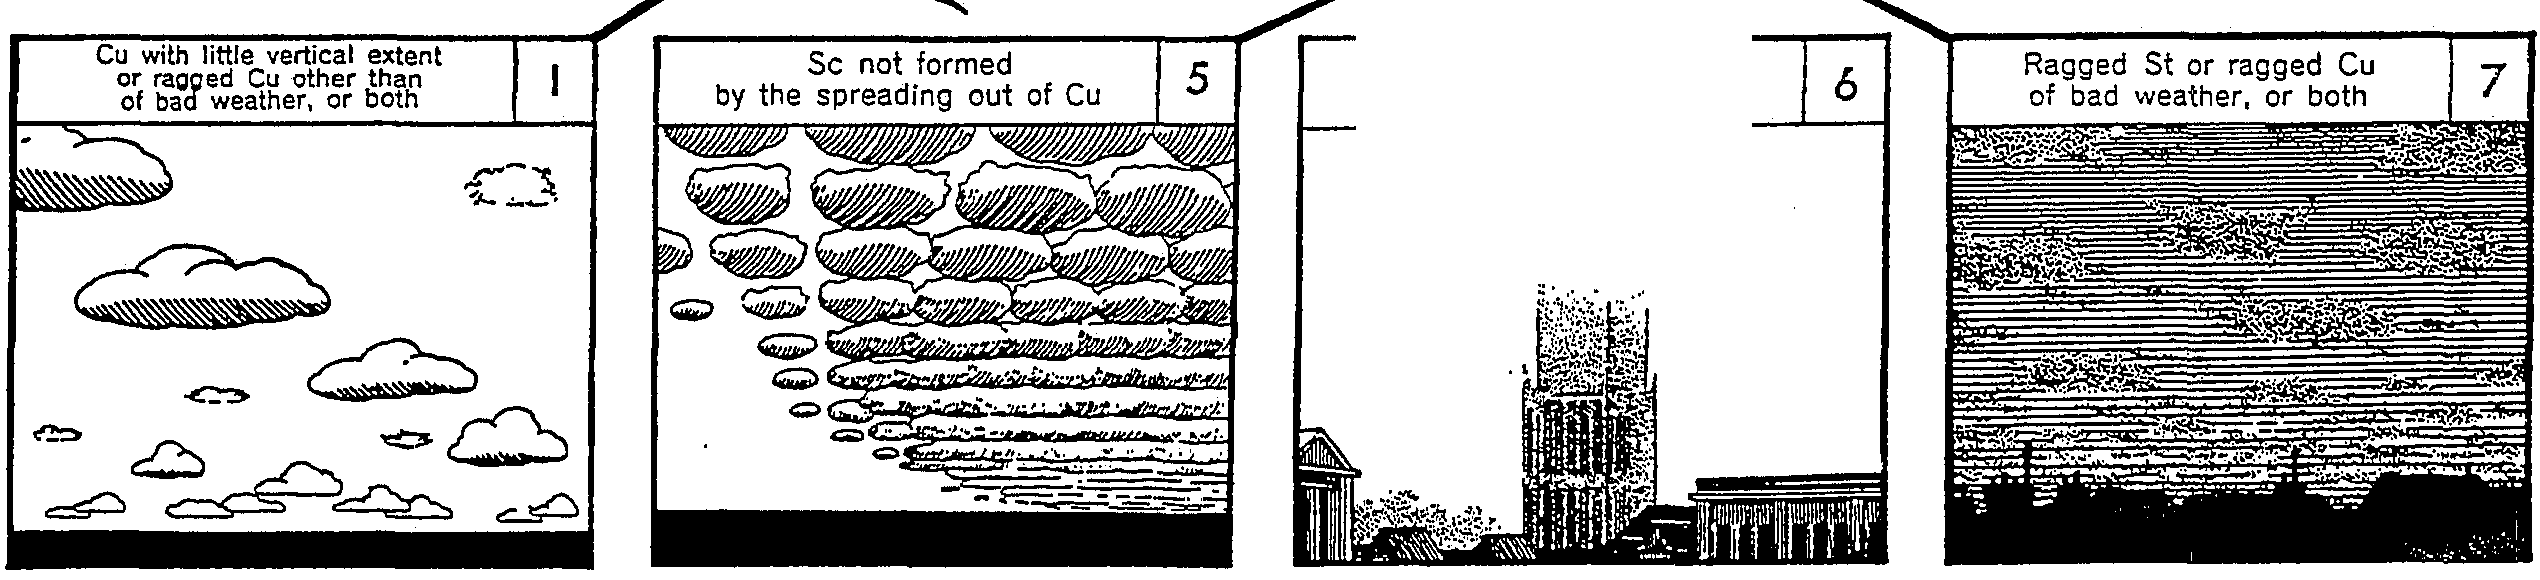 Cu with little vertical extent
or ragged Cu other than
of bad weather, or both
1
Sc not formed
by the spreading out of Cu
5
6
Ragged St or ragged Cu
of bad weather, or both
7